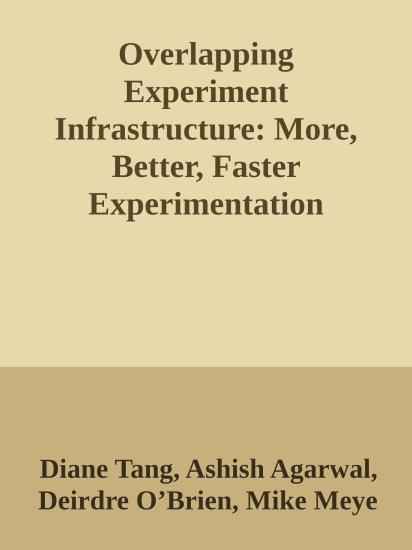 Overlapping
Experiment
Infrastructure: More,
Better, Faster
Experimentation
Diane Tang, Ashish Agarwal,
Deirdre O’Brien, Mike Meye